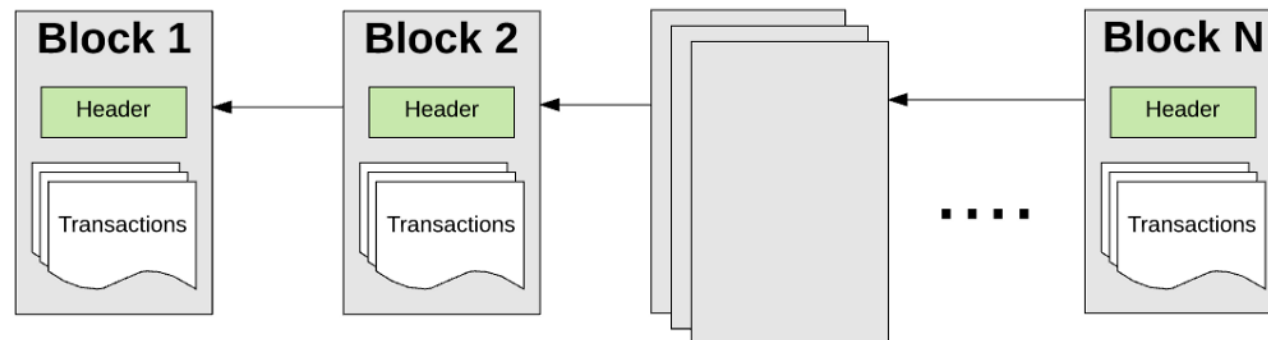 Block 1
Header
Transactions
Block 2
Header
Transactions
....
Block N
Header
Transactions